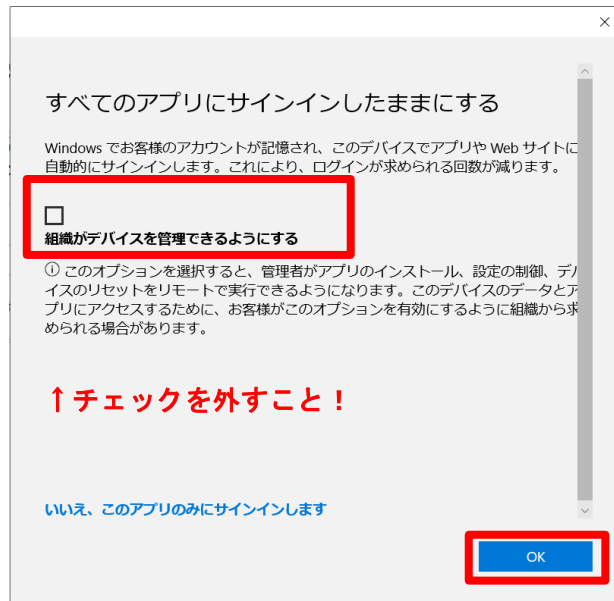 すべてのアプリにサインインしたままにする
Windows でお客様のアカウントが記憶され、このデバイスでアプリや Web サイトに
自動的にサインインします。これにより、ログインが求められる回数が減ります。
組織がデバイスを管理できるようにする
ⓘ このオプションを選択すると、管理者がアプリのインストール、設定の制御、デバ
イスのリセットをリモートで実行できるようになります。このデバイスのデータとア
プリにアクセスするために、お客様がこのオプションを有効にするように組織から求
められる場合があります。
↑チェックを外すこと！
いいえ、このアプリのみにサインインします
OK